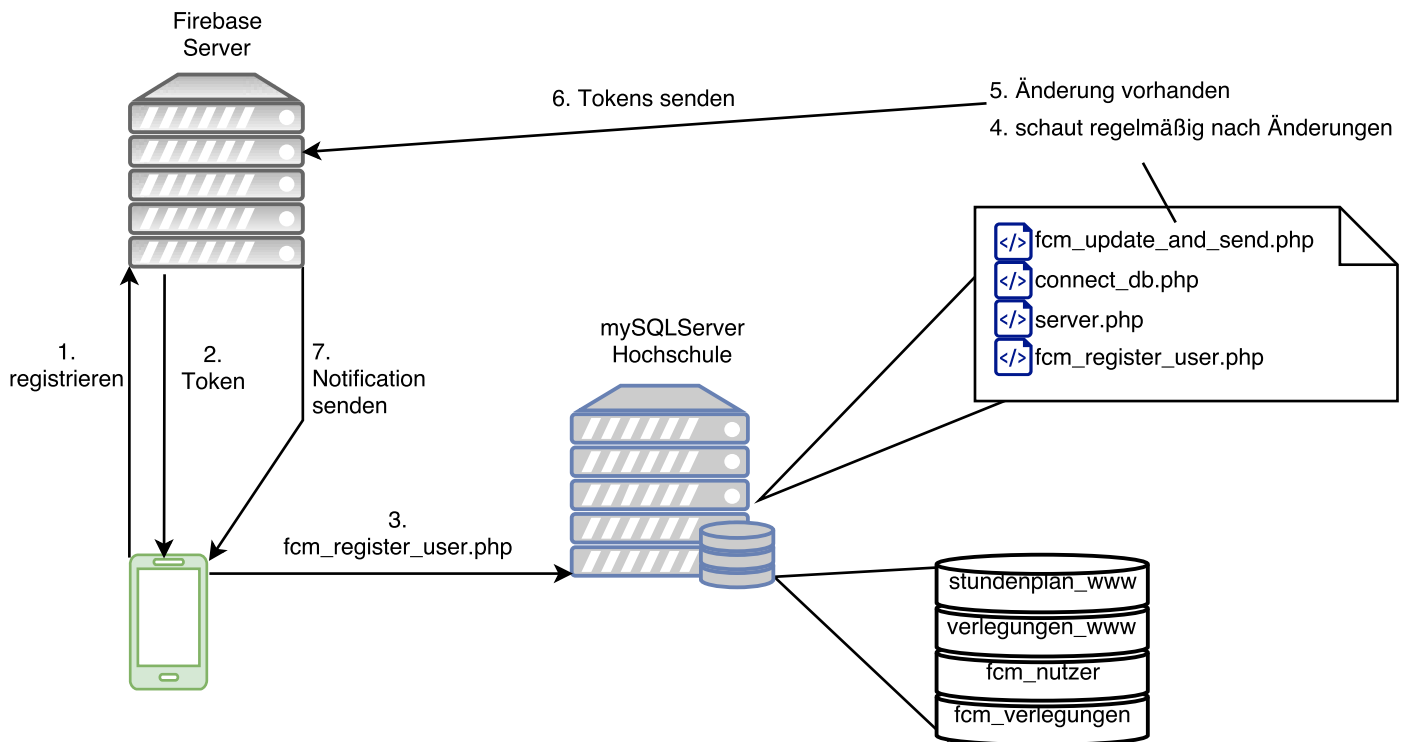 Firebase
Server
6. Tokens senden
5. Änderung vorhanden
4. schaut regelmäßig nach Änderungen
</> fcm_update_and_send.php
</> connect_db.php
</> server.php
</> fcm_register_user.php
1.
registrieren
2.
Token
7.
Notification
senden
mySQLServer
Hochschule
3.
fcm_register_user.php
stundenplan_www
verlegungen_www
fcm_nutzer
fcm_verlegungen